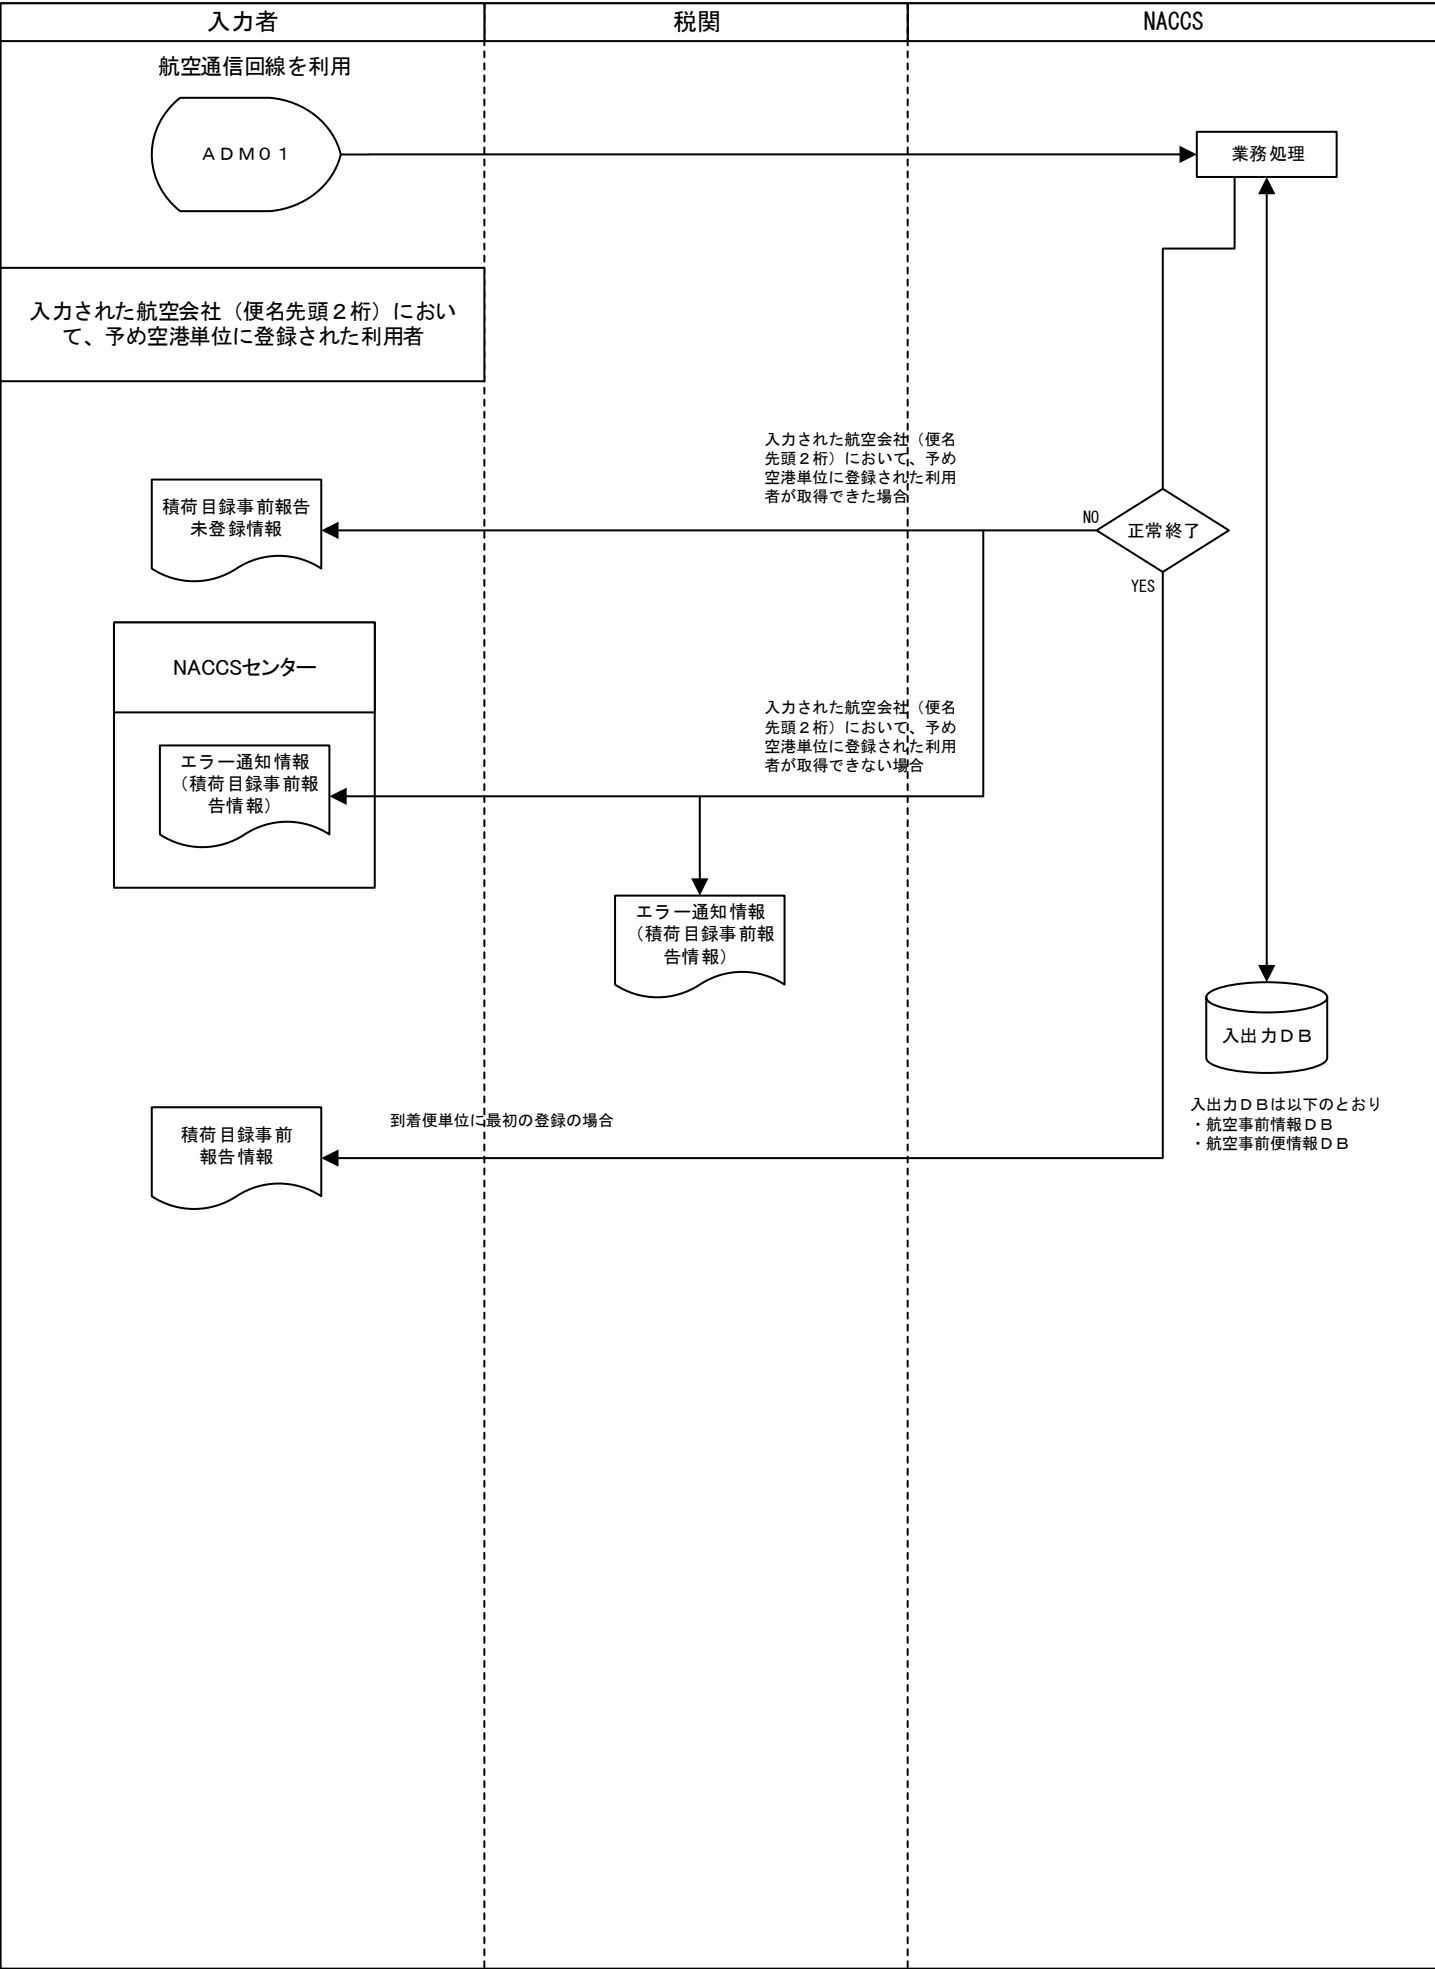 入力者
税関
NACCS
航空通信回線を利用
ＡＤＭ０１
業務処理
入力された航空会社（便名先頭２桁）におい
て、予め空港単位に登録された利用者
入力された航空会社（便名
先頭２桁）において、予め
空港単位に登録された利用
者が取得できた場合
積荷目録事前報告
未登録情報
NO
正常終了
YES
NACCSセンター
入力された航空会社（便名
先頭２桁）において、予め
空港単位に登録された利用
者が取得できない場合
エラー通知情報
（積荷目録事前報
告情報）
エラー通知情報
（積荷目録事前報
告情報）
入出力ＤＢ
入出力ＤＢは以下のとおり
・航空事前情報ＤＢ
・航空事前便情報ＤＢ
到着便単位に最初の登録の場合
積荷目録事前
報告情報